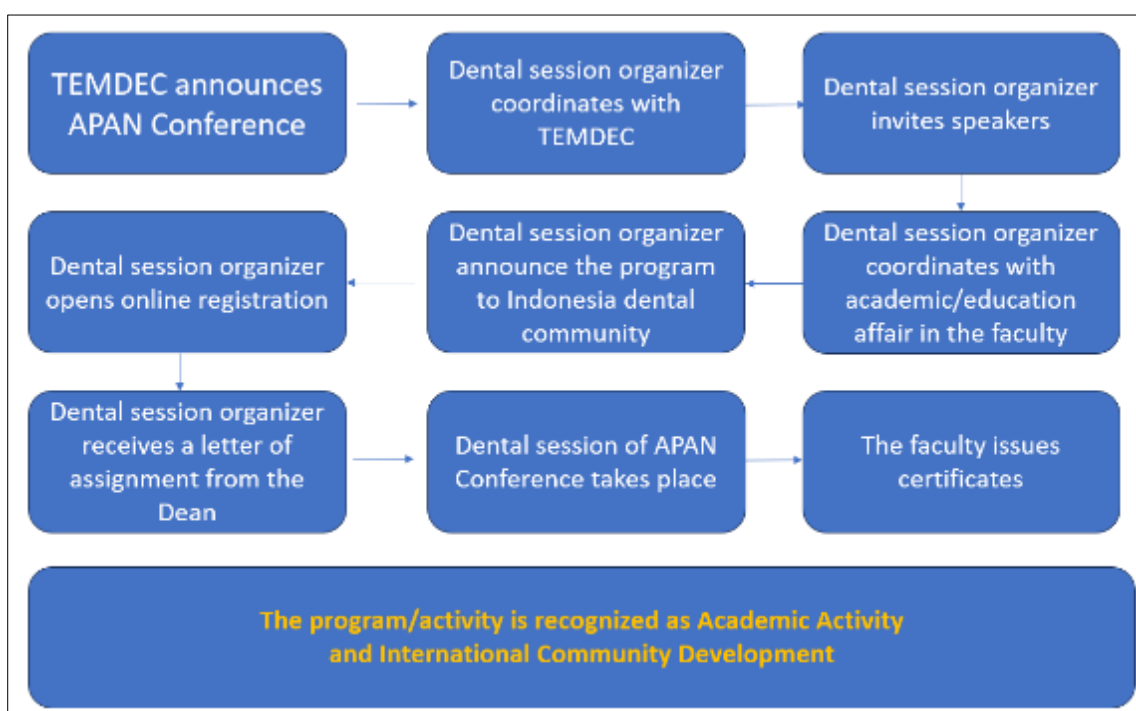 TEMDEC announces
APAN Conference
Dental session organizer
coordinates with
TEMDEC
Dental session organizer
invites speakers
Dental session organizer
coordinates with
academic/education
affair in the faculty
Dental session organizer
announce the program
to Indonesia dental
community
Dental session organizer
opens online registration
Dental session organizer
receives a letter of
assignment from the
Dean
Dental session of APAN
Conference takes place
The faculty issues
certificates
The program/activity is recognized as Academic Activity
and International Community Development